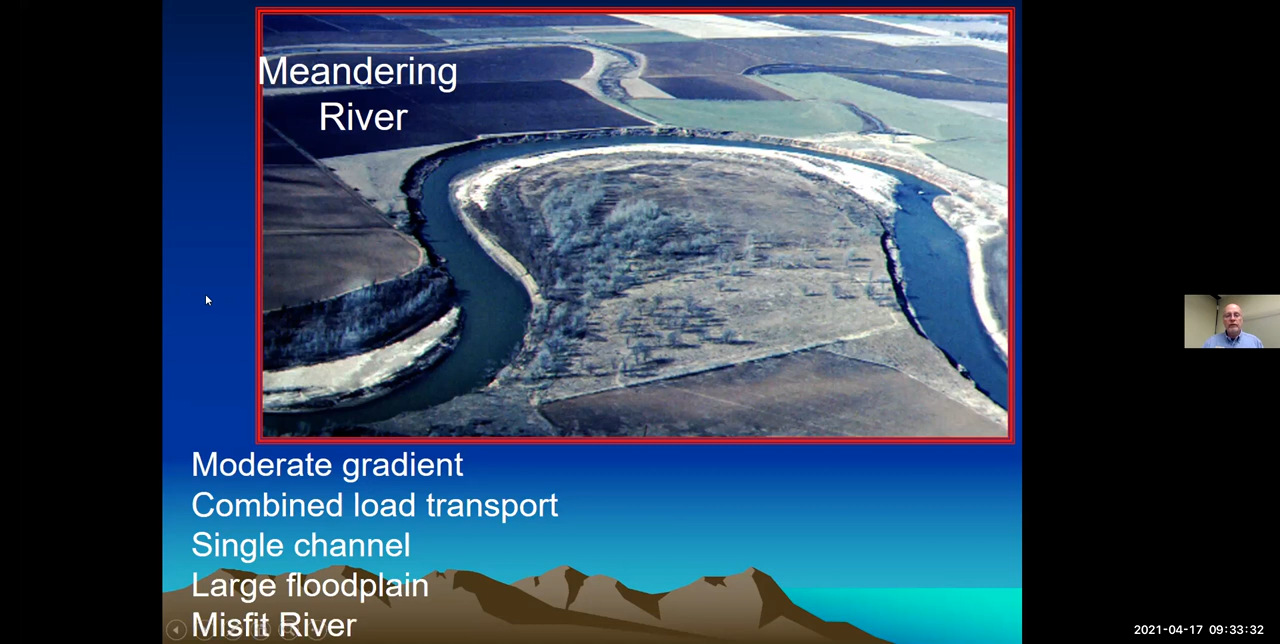 Meandering
River
Moderate gradient
Combined load transport
Single channel
Large floodplain
Misfit River
2021-04-17 09:33:32